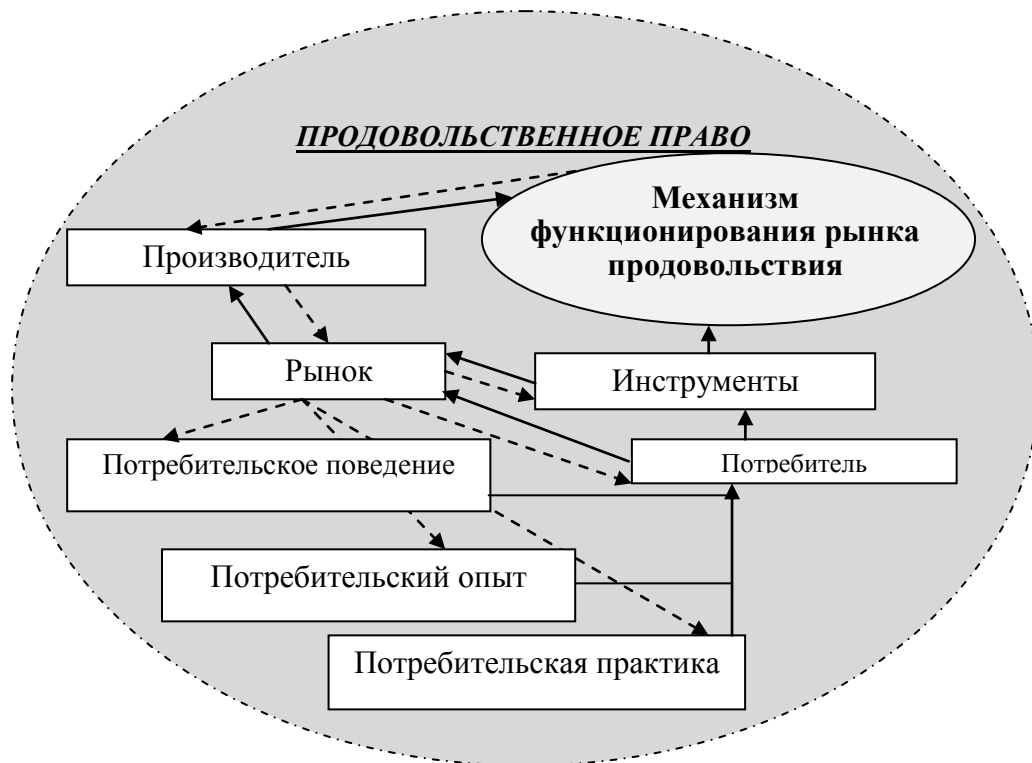 ПРОДОВОЛЬСТВЕННОЕ ПРАВО
Механизм
функционирования рынка
продовольствия
Производитель
Рынок
Инструменты
Потребительское поведение
Потребитель
Потребительский опыт
Потребительская практика